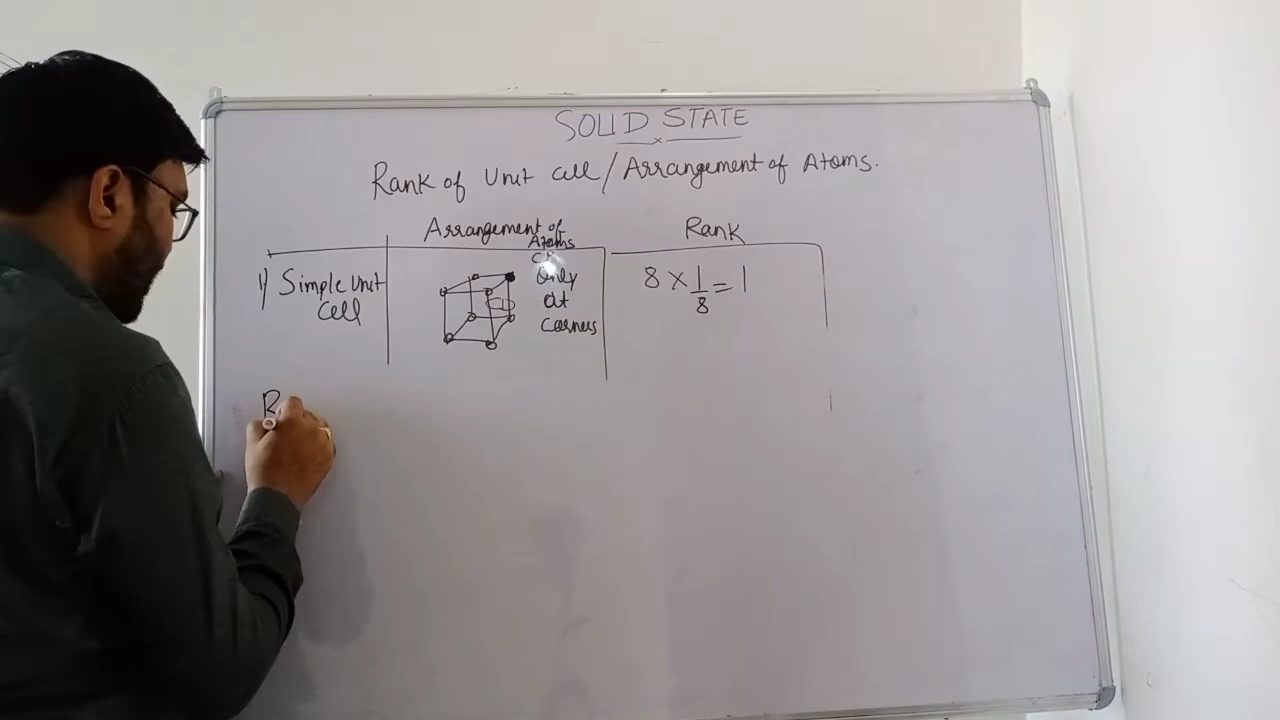 SOLID STATE
Rank of Unit Cell / Arrangement of Atoms.
Arrangement of
Atoms
Rank
1) Simple Unit
Cell
only
at
corners
8 × 1/8 = 1
B